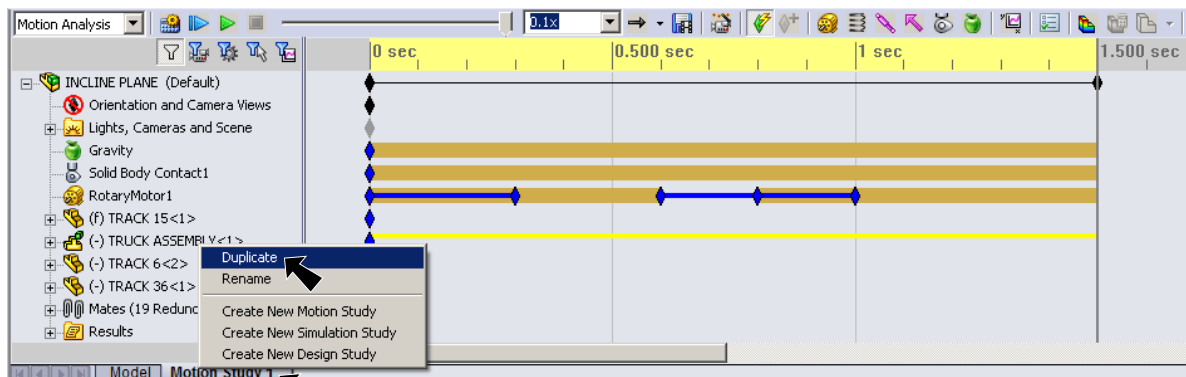 Motion Analysis 0.1x
0 sec 0.500 sec 1 sec 1.500 sec
INCLINE PLANE (Default)
Orientation and Camera Views
Lights, Cameras and Scene
Gravity
Solid Body Contact1
RotaryMotor1
(f) TRACK 15<1>
(-) TRUCK ASSEMBLY<1>
Duplicate
(-) TRACK 6<2>
Rename
(-) TRACK 36<1>
Mates (19 Redunc
Create New Motion Study
Results
Create New Simulation Study
Create New Design Study
Model Motion Study 1